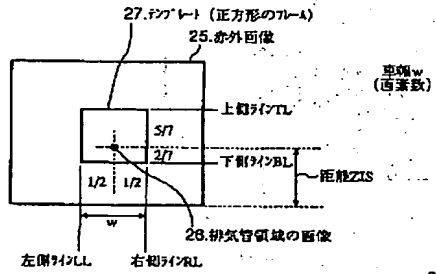 27.テンプレート (正方形のフレーム)
25.赤外画像
車幅w
(画素数)
上側ラインTL
5/7
2/7
下側ラインBL
1/2 1/2
距離ZIS
w
26.排気管領域の画像
左側ラインLL
右側ラインRL